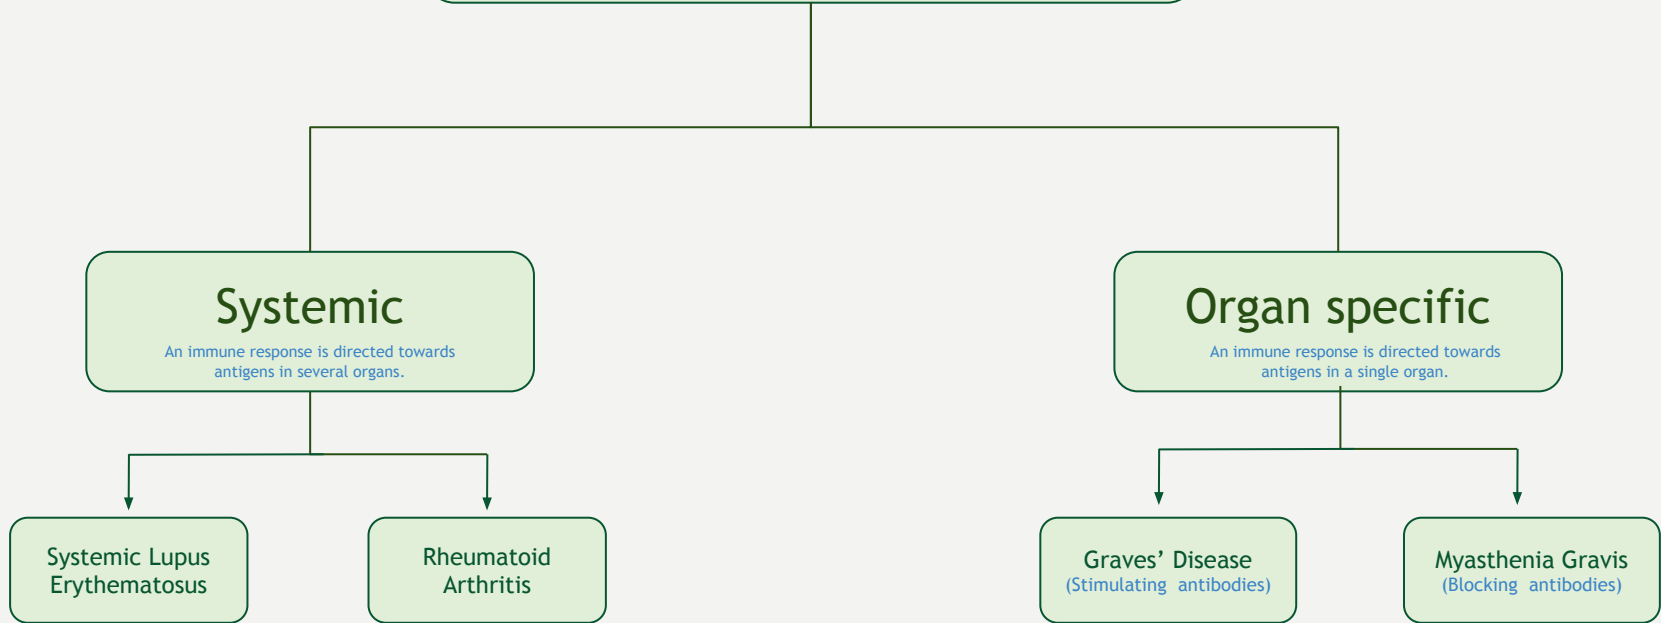 Systemic
An immune response is directed towards
antigens in several organs.
Organ specific
An immune response is directed towards
antigens in a single organ.
Systemic Lupus
Erythematosus
Rheumatoid
Arthritis
Graves’ Disease
(Stimulating antibodies)
Myasthenia Gravis
(Blocking antibodies)